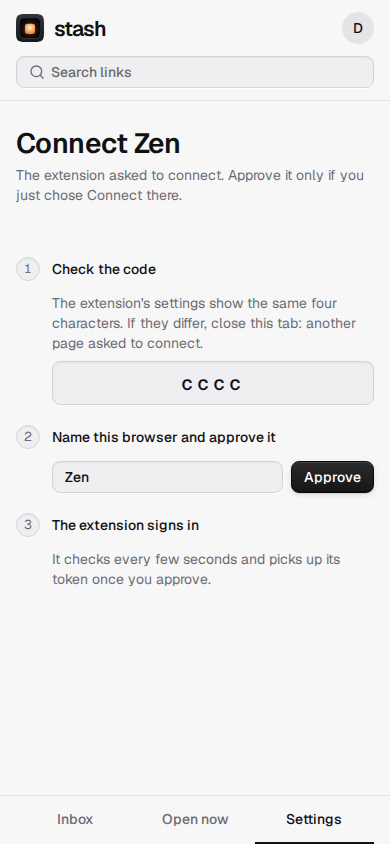 stash
D
Search links
Connect Zen
The extension asked to connect. Approve it only if you
just chose Connect there.
1
Check the code
The extension's settings show the same four
characters. If they differ, close this tab: another
page asked to connect.
C C C C
2
Name this browser and approve it
Zen
Approve
3
The extension signs in
It checks every few seconds and picks up its
token once you approve.
Inbox
Open now
Settings